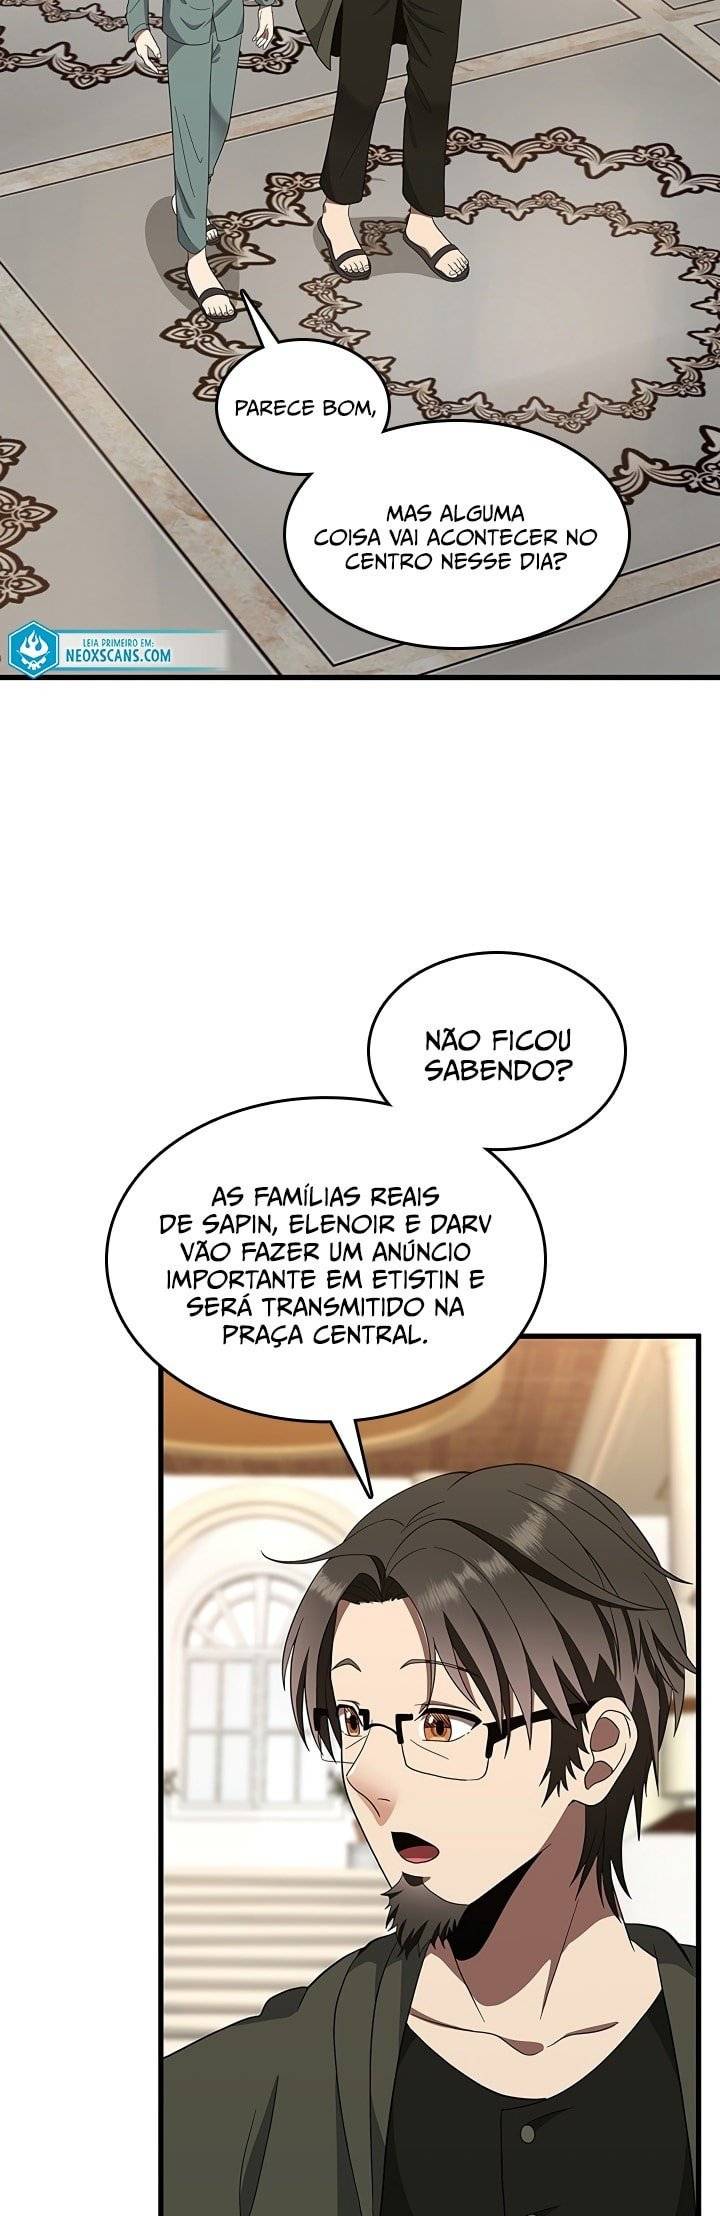 PARECE BOM,
MAS ALGUMA
COISA VAI ACONTECER NO
CENTRO NESSE DIA?
LEIA PRIMEIRO EM:
NEOXSCANS.COM
NÃO FICOU
SABENDO?
AS FAMÍLIAS REAIS
DE SAPIN, ELENOIR E DARV
VÃO FAZER UM ANÚNCIO
IMPORTANTE EM ETISTIN E
SERÁ TRANSMITIDO NA
PRAÇA CENTRAL.